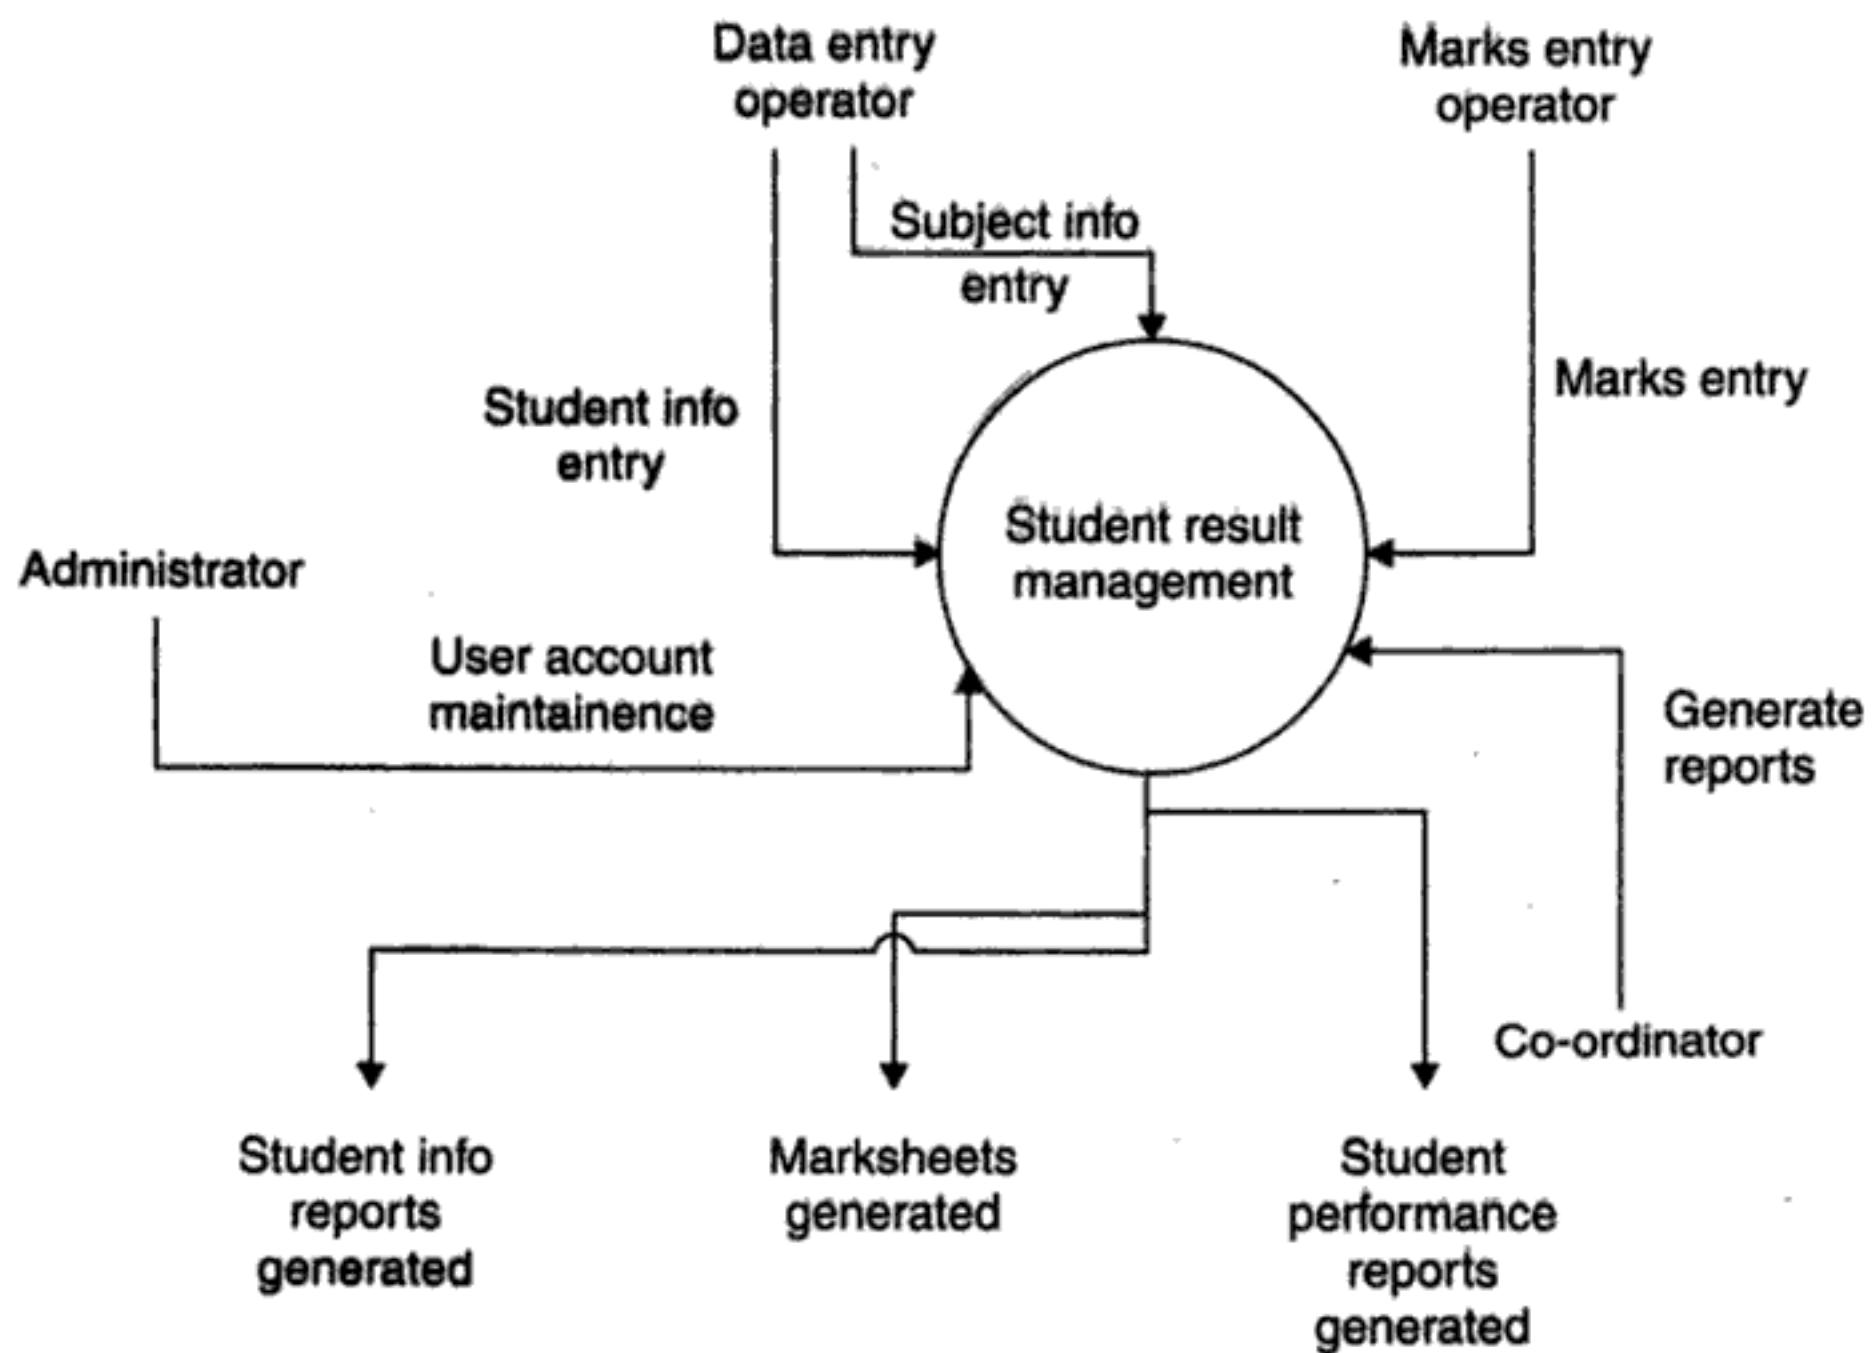 Data entry
operator
Marks entry
operator
Subject info
entry
Marks entry
Student info
entry
Student result
management
Administrator
User account
maintainence
Generate
reports
Co-ordinator
Student info
reports
generated
Marksheets
generated
Student
performance
reports
generated